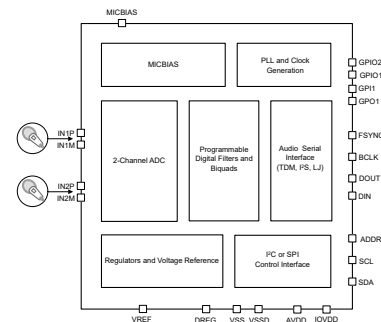 MICBIAS
MICBIAS
PLL and Clock
Generation
GPIO2
GPIO1
GPI1
GPO1
IN1P
IN1M
2-Channel ADC
Programmable
Digital Filters and
Biquads
Audio Serial
Interface
(TDM, I²S, LJ)
FSYNC
BCLK
DOUT
DIN
IN2P
IN2M
Regulators and Voltage Reference
I²C or SPI
Control Interface
ADDR
SCL
SDA
VREF
DREG
VSS
VSSD
AVDD
IOVDD